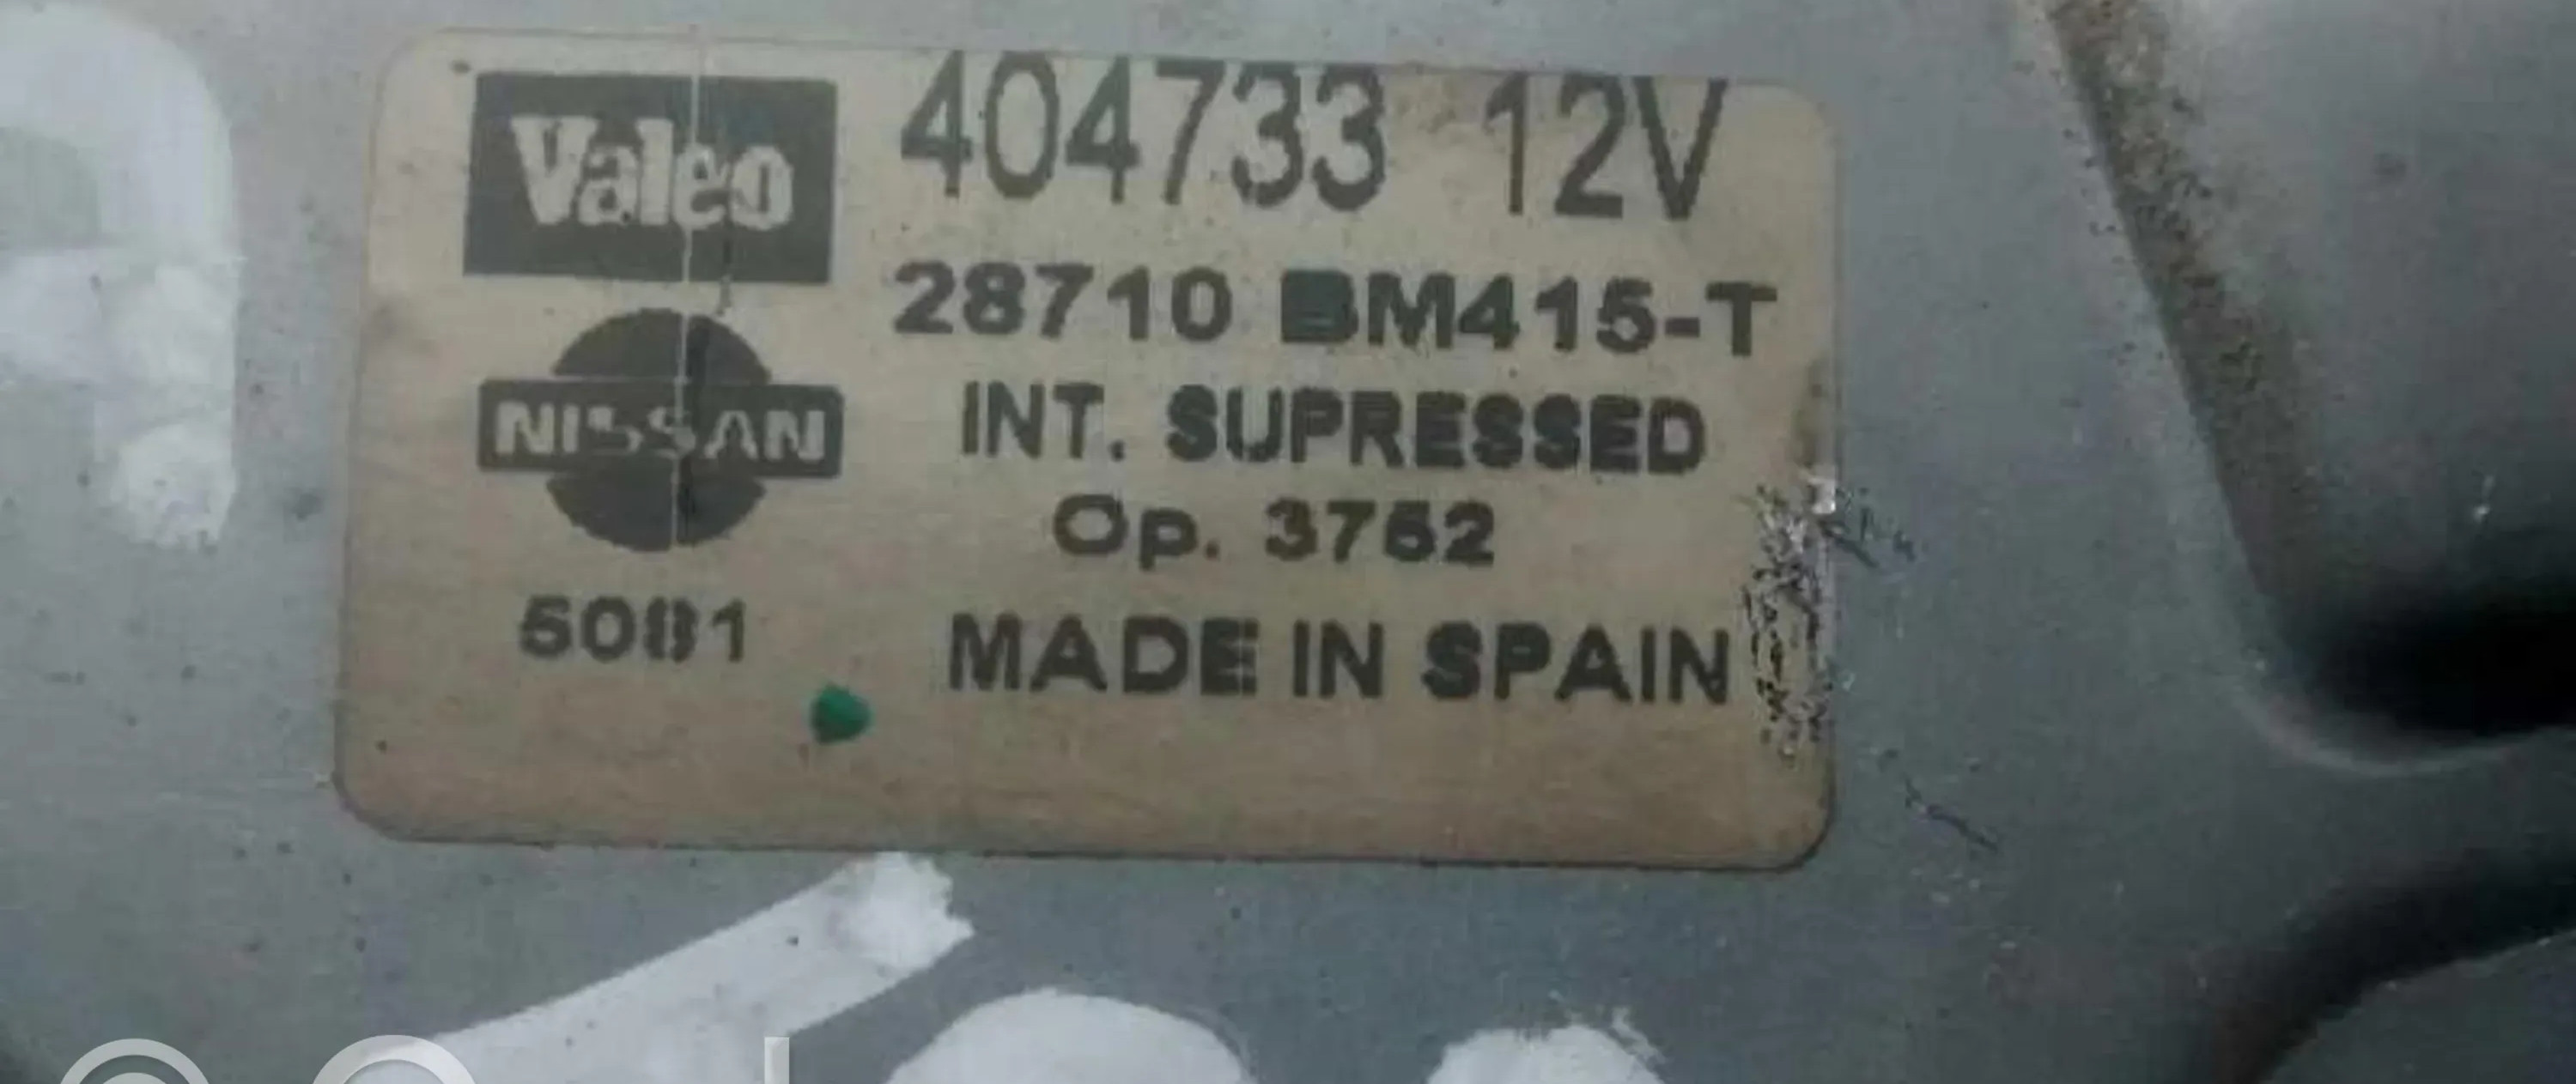 Valeo
404733 12V
28710 BM415-T
NISSAN
INT. SUPRESSED
Op. 3752
5081
MADE IN SPAIN